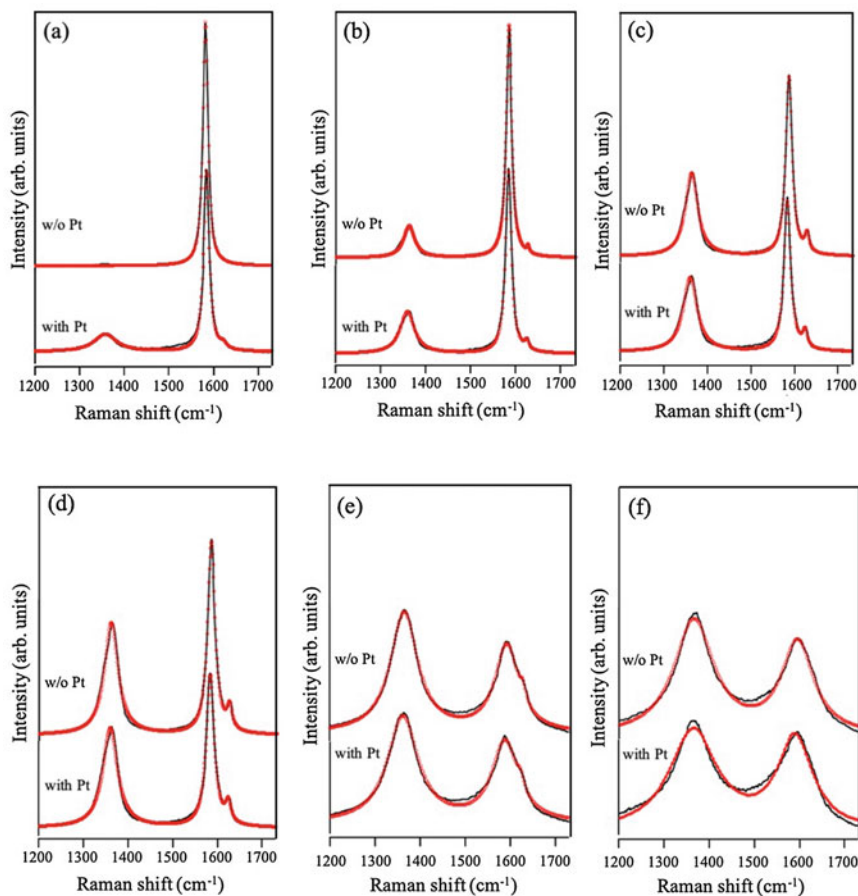 (a)
Intensity (arb. units)
w/o Pt
with Pt
1200 1300 1400 1500 1600 1700
Raman shift (cm⁻¹)
(b)
Intensity (arb. units)
w/o Pt
with Pt
1200 1300 1400 1500 1600 1700
Raman shift (cm⁻¹)
(c)
Intensity (arb. units)
w/o Pt
with Pt
1200 1300 1400 1500 1600 1700
Raman shift (cm⁻¹)
(d)
Intensity (arb. units)
w/o Pt
with Pt
1200 1300 1400 1500 1600 1700
Raman shift (cm⁻¹)
(e)
Intensity (arb. units)
w/o Pt
with Pt
1200 1300 1400 1500 1600 1700
Raman shift (cm⁻¹)
(f)
Intensity (arb. units)
w/o Pt
with Pt
1200 1300 1400 1500 1600 1700
Raman shift (cm⁻¹)